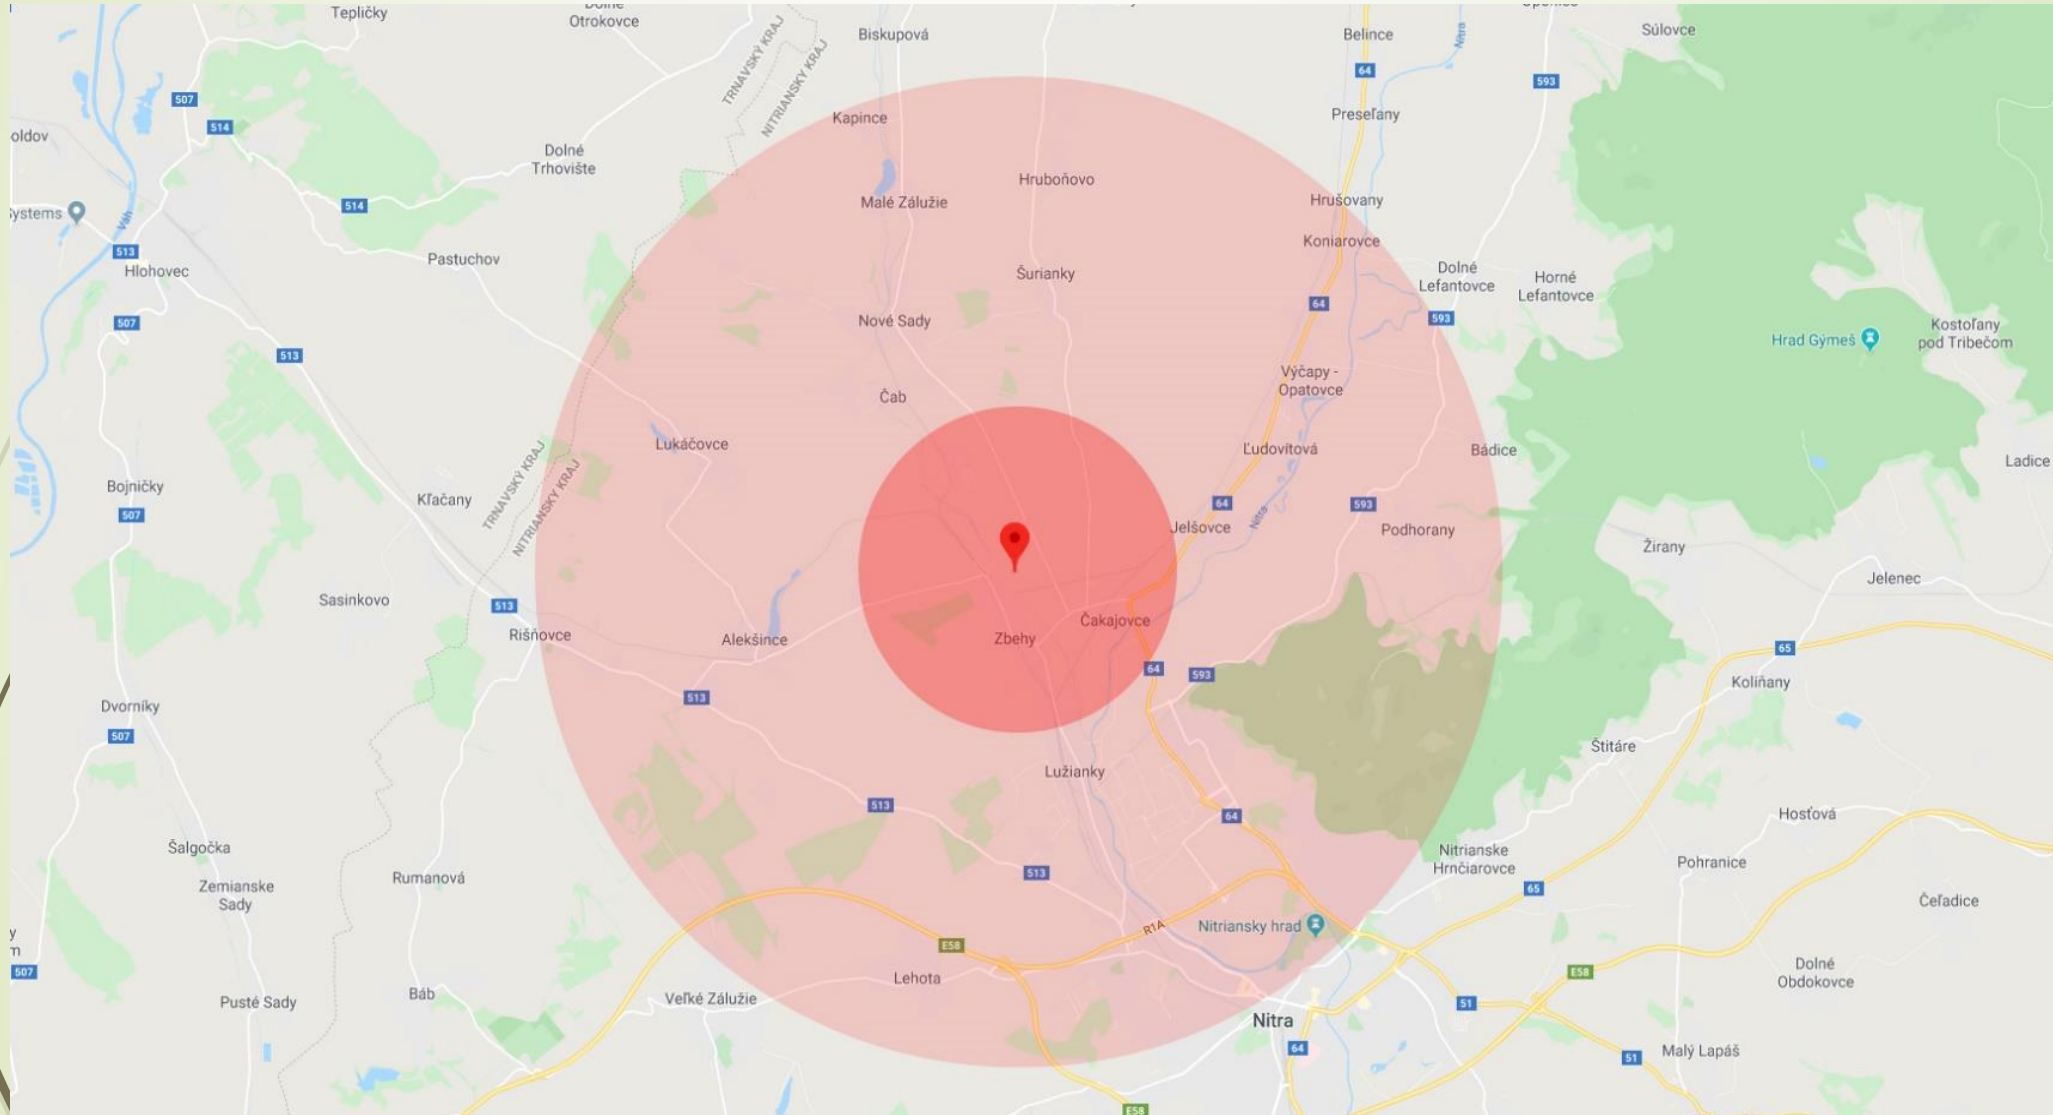 Tepličky
Otrokovce
Biskupová
Belince
Nitra
Súlovce
64
593
507
514
TRNAVSKÝ KRAJ
NITRIANSKY KRAJ
Kapince
Preseľany
oldov
Dolné
Trhovište
Hruboňovo
514
Malé Zálužie
Hrušovany
Systems
Váh
513
Hlohovec
Pastuchov
Šurianky
Koniarovce
Dolné
Lefantovce
Horné
Lefantovce
64
593
507
Nové Sady
513
Hrad Gýmeš
Kostoľany
pod Tribečom
Výčapy -
Opatovce
Čab
Lukáčovce
Ľudovítová
Bádice
Ladice
TRNAVSKÝ KRAJ
NITRIANSKY KRAJ
Bojničky
507
Kľačany
64
593
Nitra
Jelšovce
Podhorany
Žirany
Jelenec
Sasinkovo
513
Rišňovce
Alekšince
Zbehy
Čakajovce
64
593
65
Kolíňany
513
Dvorníky
507
Štitáre
Lužianky
513
64
Hosťová
Šalgočka
Zemianske
Sady
Rumanová
513
Nitrianske
Hrnčiarovce
Pohranice
65
Čeľadice
Nitriansky hrad
R1A
E58
y
m
507
Lehota
Dolné
Obdokovce
E58
Báb
Pusté Sady
Veľké Zálužie
51
Nitra
64
Malý Lapáš
51
E58